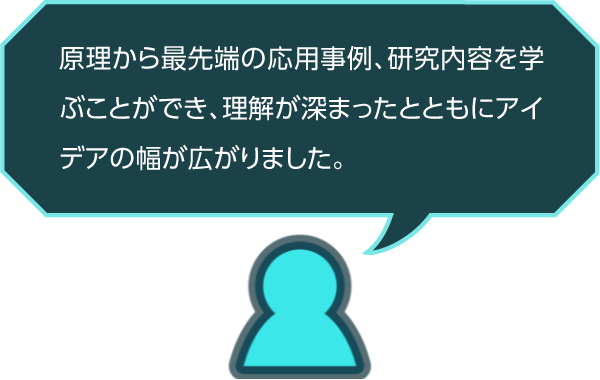 原理から最先端の応用事例、研究内容を学
ぶことができ、理解が深まったとともにアイ
デアの幅が広がりました。